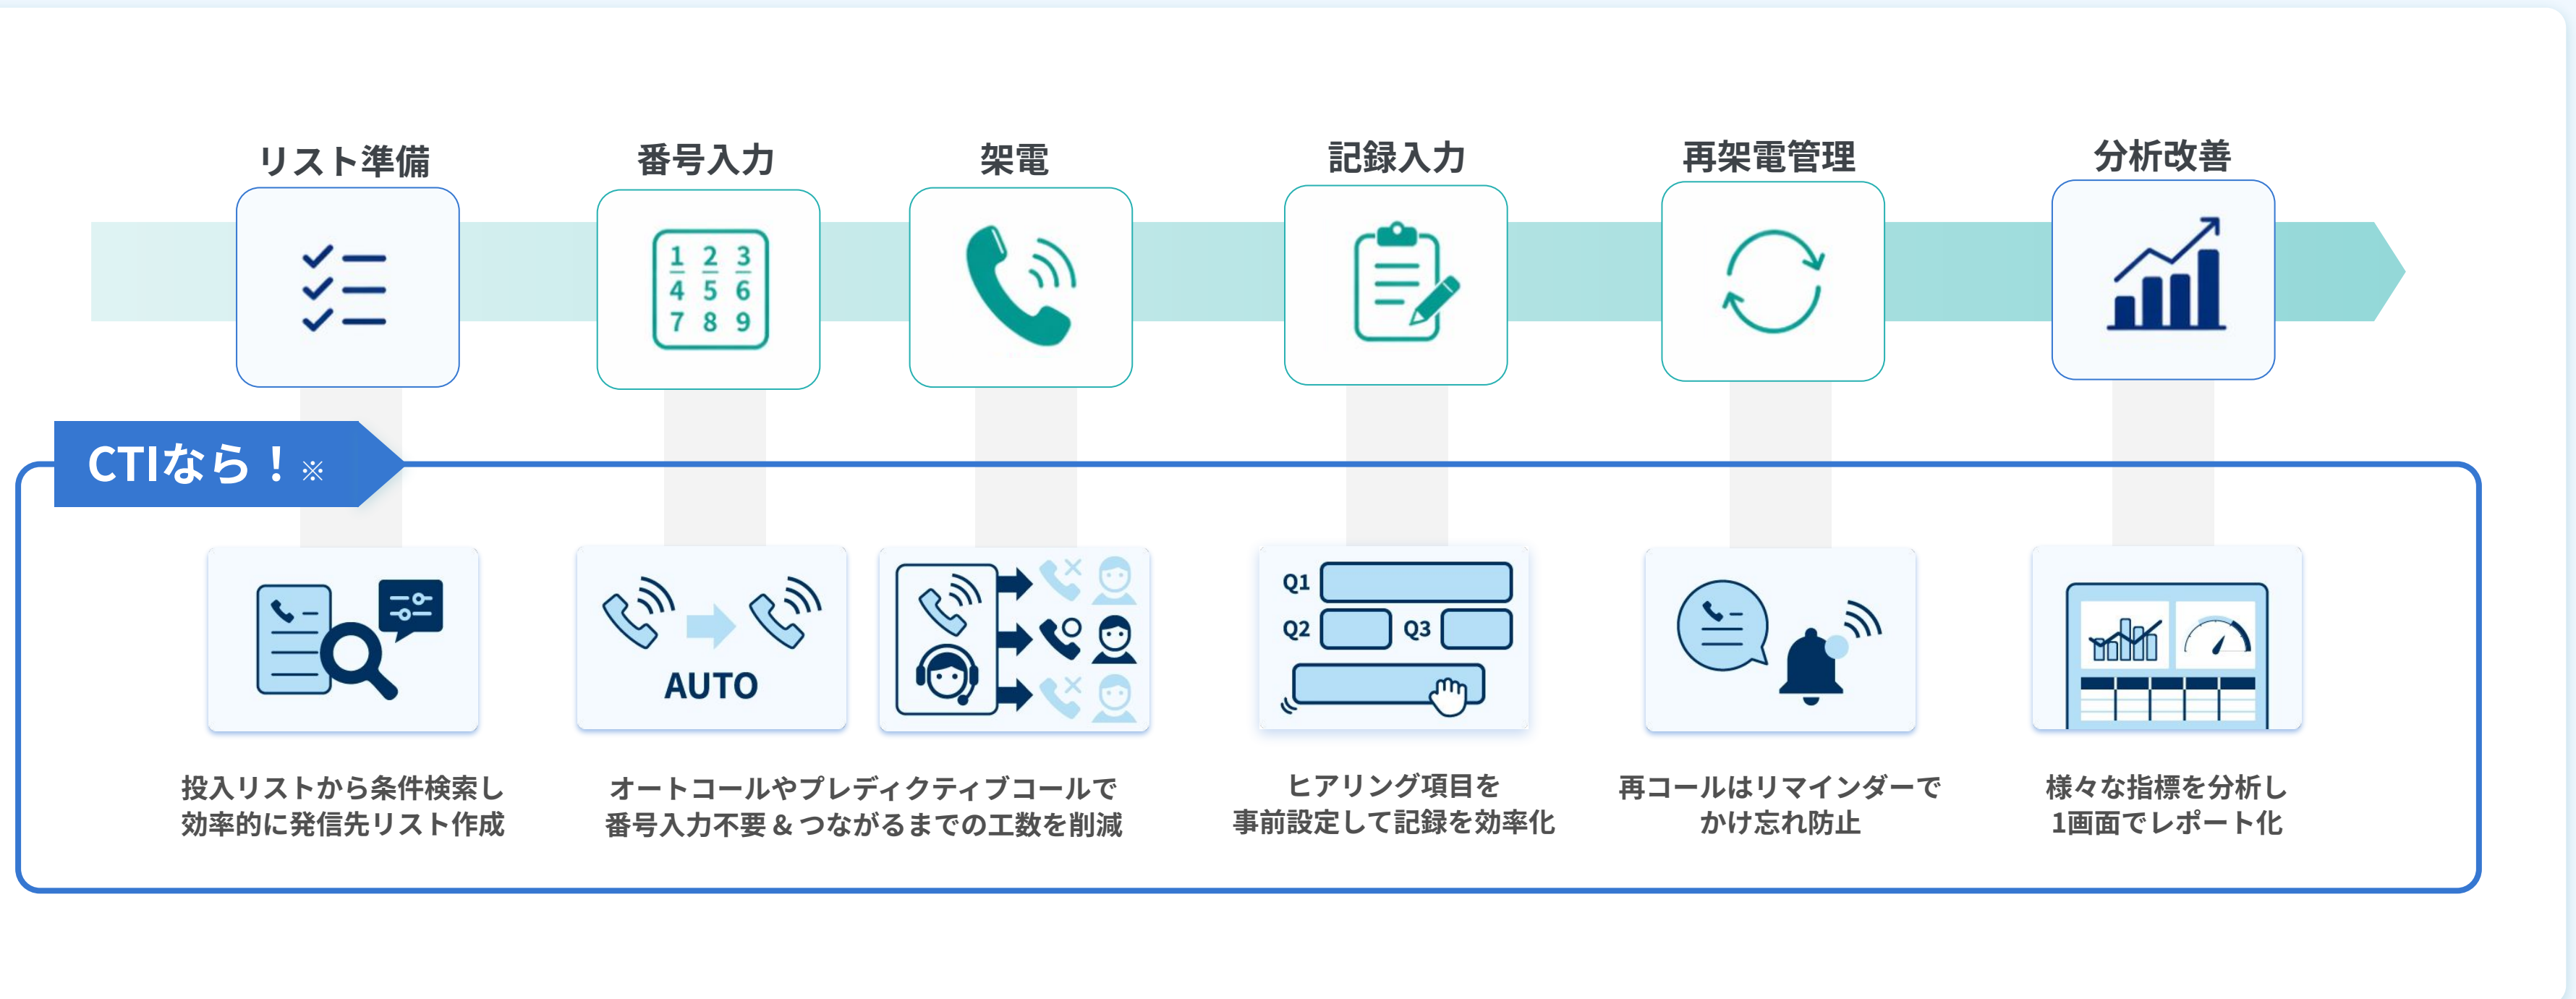 リスト準備
番号入力
架電
記録入力
再架電管理
分析改善
1 2 3
4 5 6
7 8 9
CTIなら！※
AUTO
Q1
Q2 Q3
投入リストから条件検索し
効率的に発信先リスト作成
オートコールやプレディクティブコールで
番号入力不要 & つながるまでの工数を削減
ヒアリング項目を
事前設定して記録を効率化
再コールはリマインダーで
かけ忘れ防止
様々な指標を分析し
1画面でレポート化